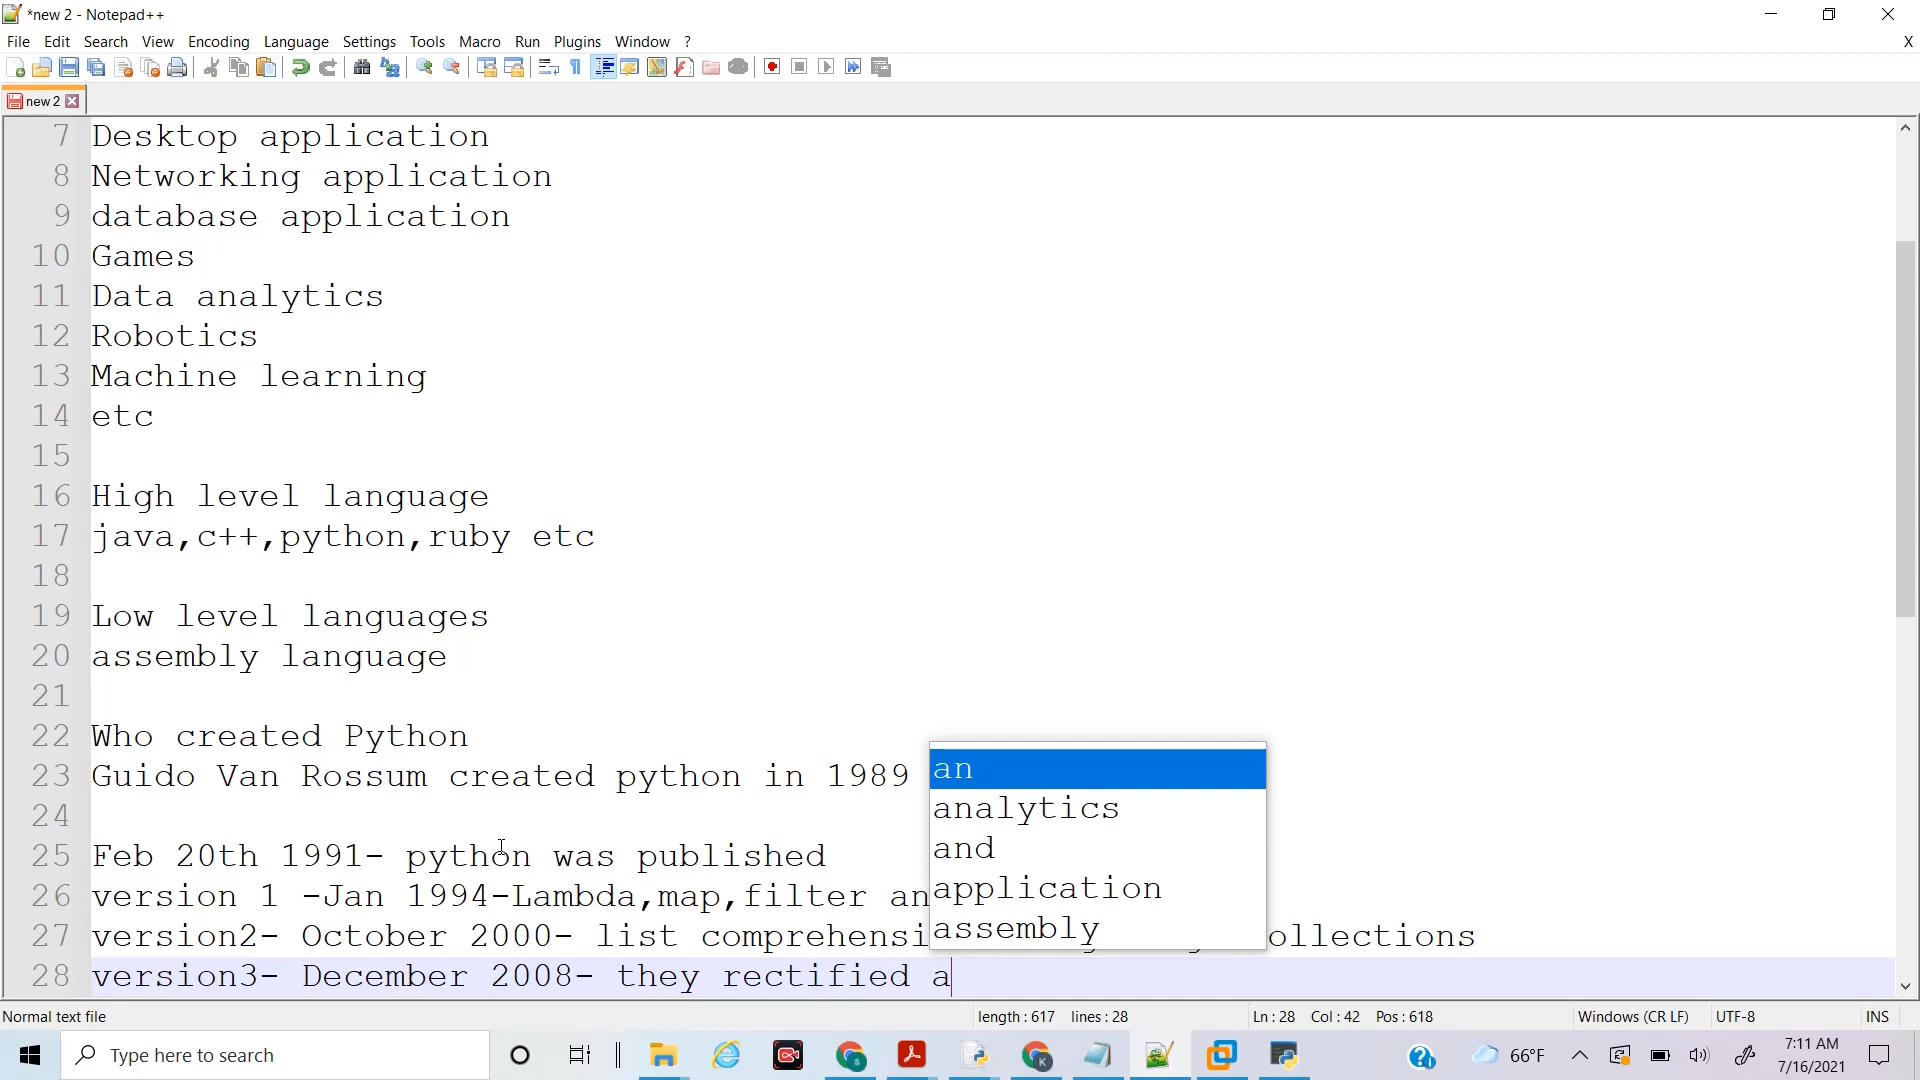 *new 2 - Notepad++
File Edit Search View Encoding Language Settings Tools Macro Run Plugins Window ? X
new 2
7 Desktop application
8 Networking application
9 database application
10 Games
11 Data analytics
12 Robotics
13 Machine learning
14 etc
15
16 High level language
17 java,c++,python,ruby etc
18
19 Low level languages
20 assembly language
21
22 Who created Python
23 Guido Van Rossum created python in 1989
24
25 Feb 20th 1991- python was published
26 version 1 -Jan 1994-Lambda,map,filter an
27 version2- October 2000- list comprehensi ollections
28 version3- December 2008- they rectified a
an
analytics
and
application
assembly
Normal text file length : 617 lines : 28 Ln : 28 Col : 42 Pos : 618 Windows (CR LF) UTF-8 INS
Type here to search 66°F 7:11 AM
7/16/2021